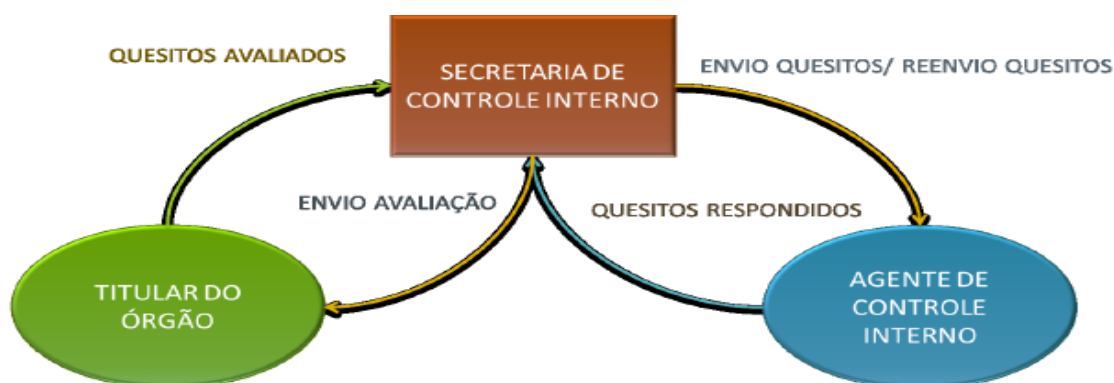 QUESITOS AVALIADOS
SECRETARIA DE
CONTROLE INTERNO
ENVIO QUESITOS/ REENVIO QUESITOS
ENVIO AVALIAÇÃO
QUESITOS RESPONDIDOS
TITULAR DO
ÓRGÃO
AGENTE DE
CONTROLE
INTERNO